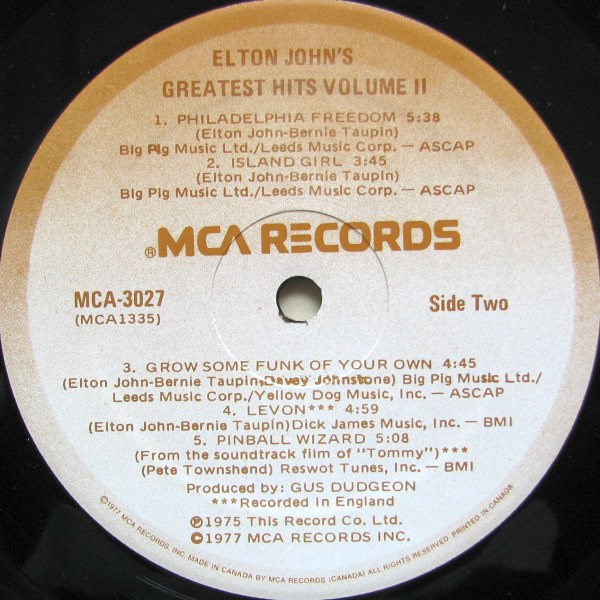 ELTON JOHN'S
GREATEST HITS VOLUME II
1. PHILADELPHIA FREEDOM 5:38
(Elton John-Bernie Taupin)
Big Pig Music Ltd./Leeds Music Corp. — ASCAP
2. ISLAND GIRL 3:45
(Elton John-Bernie Taupin)
Big Pig Music Ltd./Leeds Music Corp. — ASCAP
®MCA RECORDS
MCA-3027
(MCA1335)
Side Two
3. GROW SOME FUNK OF YOUR OWN 4:45
(Elton John-Bernie Taupin,Davey Johnstone) Big Pig Music Ltd./
Leeds Music Corp./Yellow Dog Music, Inc. — ASCAP
4. LEVON*** 4:59
(Elton John-Bernie Taupin)Dick James Music, Inc. — BMI
5. PINBALL WIZARD 5:08
(From the soundtrack film of "Tommy")***
(Pete Townshend) Reswot Tunes, Inc. — BMI
Produced by: GUS DUDGEON
***Recorded in England
℗1975 This Record Co. Ltd.
©1977 MCA RECORDS INC.
©1977 MCA RECORDS, INC. MADE IN CANADA BY MCA RECORDS (CANADA) ALL RIGHTS RESERVED. PRINTED IN CANADA